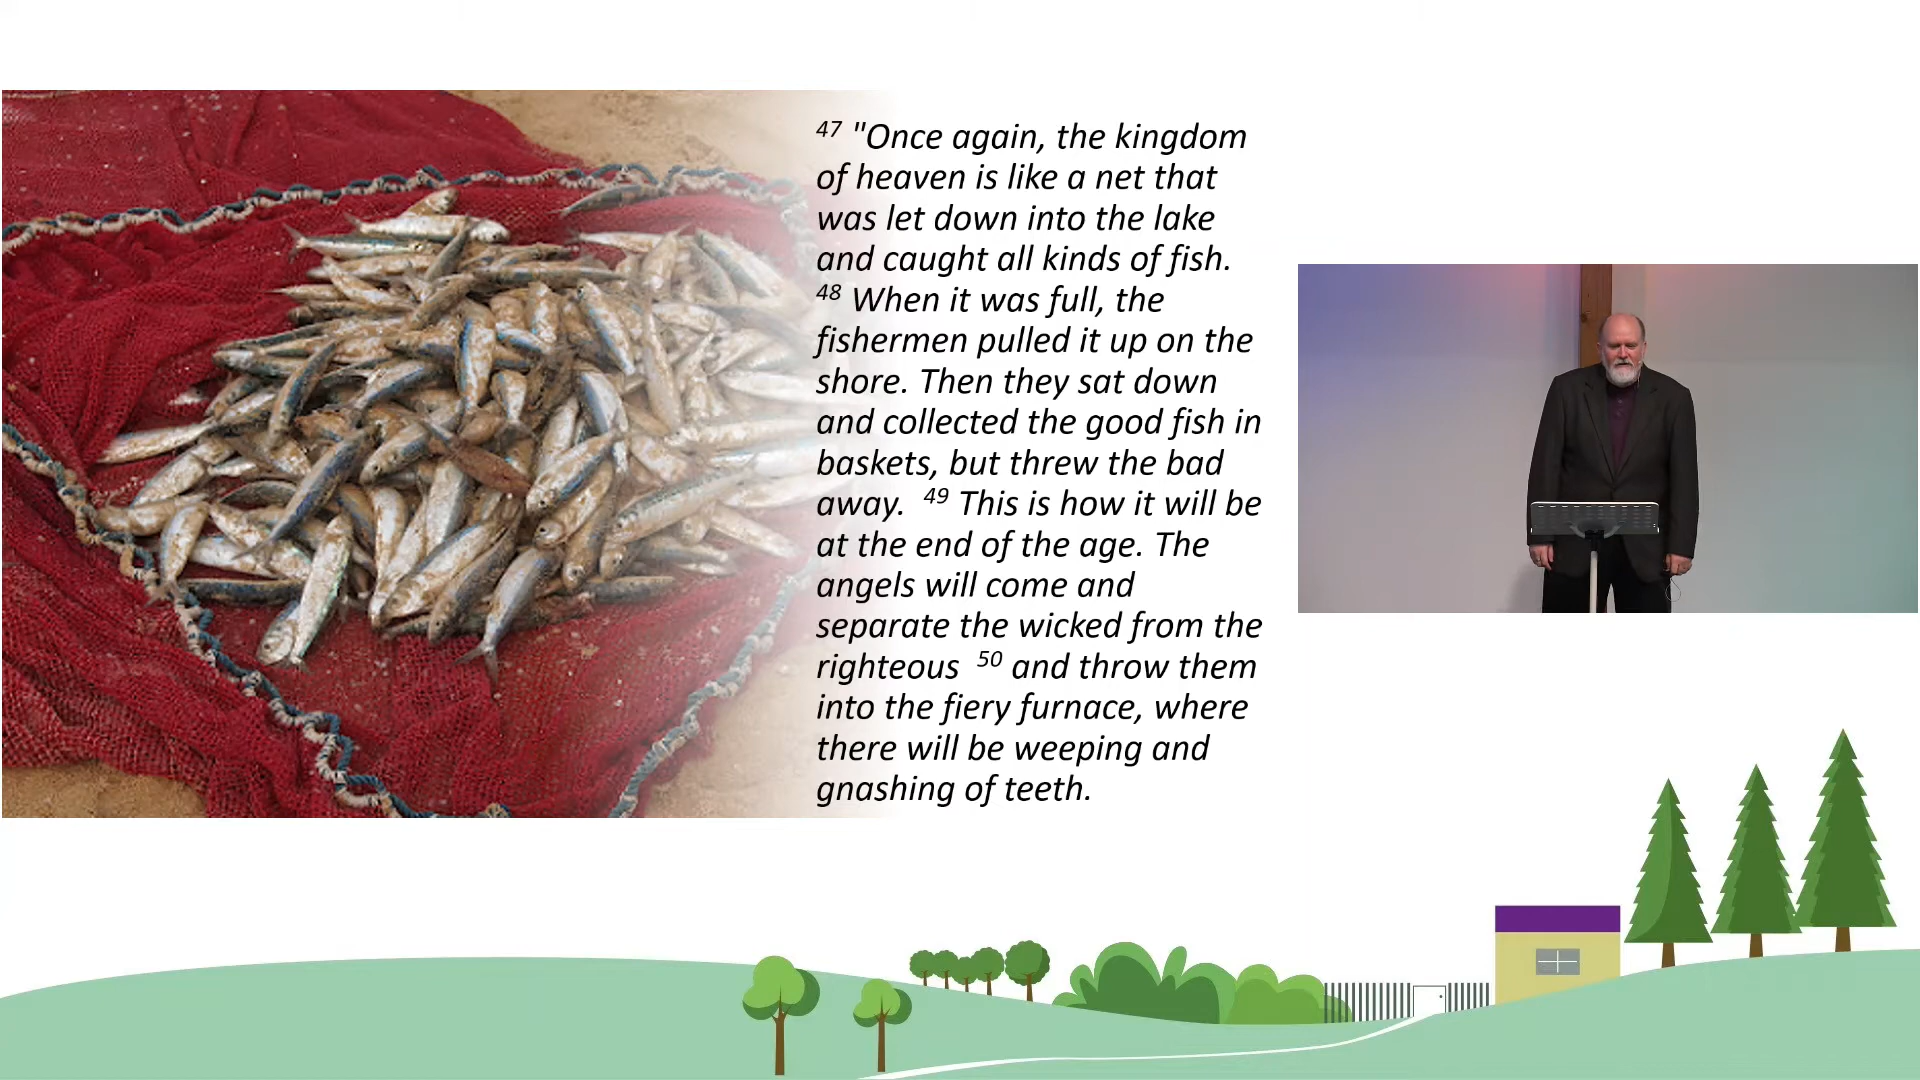 47 "Once again, the kingdom
of heaven is like a net that
was let down into the lake
and caught all kinds of fish.
48 When it was full, the
fishermen pulled it up on the
shore. Then they sat down
and collected the good fish in
baskets, but threw the bad
away. 49 This is how it will be
at the end of the age. The
angels will come and
separate the wicked from the
righteous 50 and throw them
into the fiery furnace, where
there will be weeping and
gnashing of teeth.